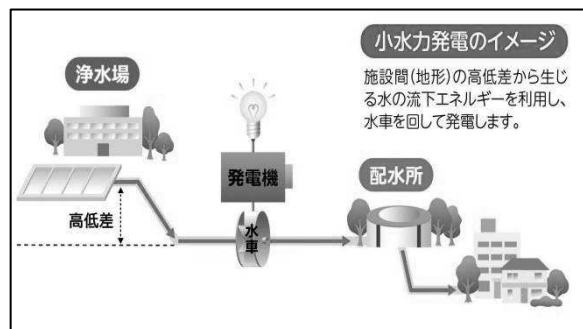 小水力発電のイメージ
施設間(地形)の高低差から生じ
る水の流下エネルギーを利用し、
水車を回して発電します。
浄水場
発電機
配水所
高低差
水車